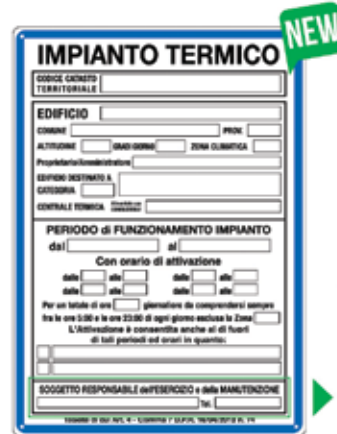 NEW
IMPIANTO TERMICO
CODICE CATASTO
TERRITORIALE
EDIFICIO
COMUNE PROV.
ALTITUDINE GRADI GIORNO ZONA CLIMATICA
Proprietario/Amministratore
EDIFICIO DESTINATO A
CATEGORIA
CENTRALE TERMICA
PERIODO di FUNZIONAMENTO IMPIANTO
dal al
Con orario di attivazione
dalle alle dalle alle
dalle alle dalle alle
Per un totale di ore giornaliere da comprendersi sempre
fra le ore 5:00 e le ore 23:00 di ogni giorno esclusa la Zona
L'Attivazione è consentita anche al di fuori
di tali periodi ed orari in quanto:
SOGGETTO RESPONSABILE dell'ESERCIZIO e della MANUTENZIONE
Tel.